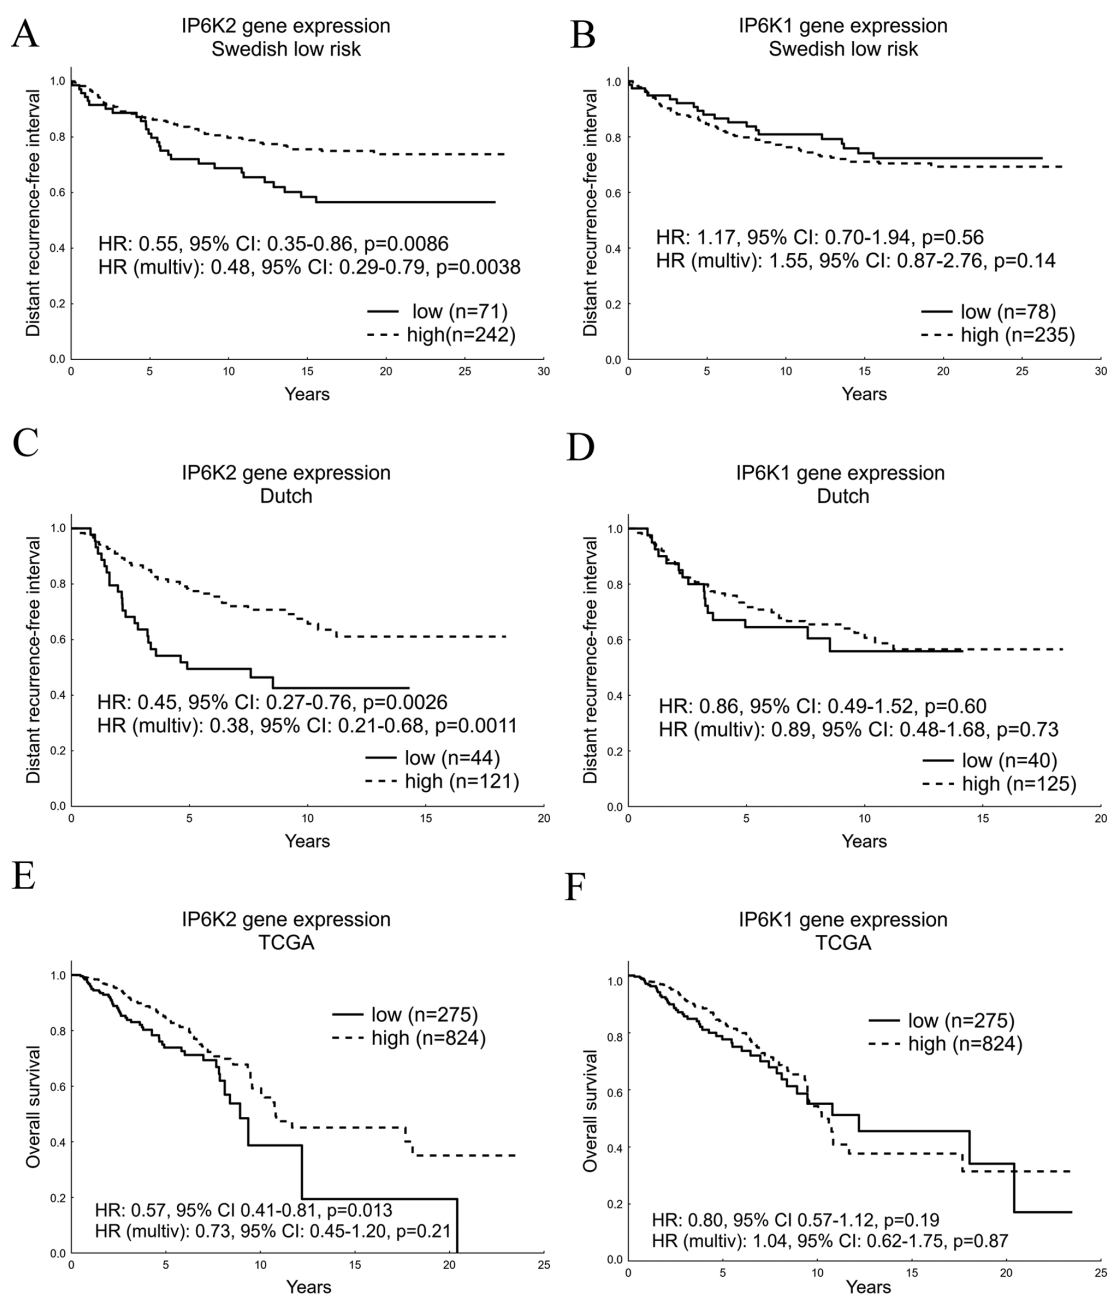 A
IP6K2 gene expression
Swedish low risk
Distant recurrence-free interval
1.0
0.8
0.6
0.4
0.2
0.0
HR: 0.55, 95% CI: 0.35-0.86, p=0.0086
HR (multiv): 0.48, 95% CI: 0.29-0.79, p=0.0038
low (n=71)
high(n=242)
0 5 10 15 20 25 30
Years
B
IP6K1 gene expression
Swedish low risk
Distant recurrence-free interval
1.0
0.8
0.6
0.4
0.2
0.0
HR: 1.17, 95% CI: 0.70-1.94, p=0.56
HR (multiv): 1.55, 95% CI: 0.87-2.76, p=0.14
low (n=78)
high (n=235)
0 5 10 15 20 25 30
Years
C
IP6K2 gene expression
Dutch
Distant recurrence-free interval
1.0
0.8
0.6
0.4
0.2
0.0
HR: 0.45, 95% CI: 0.27-0.76, p=0.0026
HR (multiv): 0.38, 95% CI: 0.21-0.68, p=0.0011
low (n=44)
high (n=121)
0 5 10 15 20
Years
D
IP6K1 gene expression
Dutch
Distant recurrence-free interval
1.0
0.8
0.6
0.4
0.2
0.0
HR: 0.86, 95% CI: 0.49-1.52, p=0.60
HR (multiv): 0.89, 95% CI: 0.48-1.68, p=0.73
low (n=40)
high (n=125)
0 5 10 15 20
Years
E
IP6K2 gene expression
TCGA
Overall survival
1.0
0.8
0.6
0.4
0.2
0.0
low (n=275)
high (n=824)
HR: 0.57, 95% CI 0.41-0.81, p=0.013
HR (multiv): 0.73, 95% CI: 0.45-1.20, p=0.21
0 5 10 15 20 25
Years
F
IP6K1 gene expression
TCGA
Overall survival
1.0
0.8
0.6
0.4
0.2
0.0
low (n=275)
high (n=824)
HR: 0.80, 95% CI 0.57-1.12, p=0.19
HR (multiv): 1.04, 95% CI: 0.62-1.75, p=0.87
0 5 10 15 20 25
Years